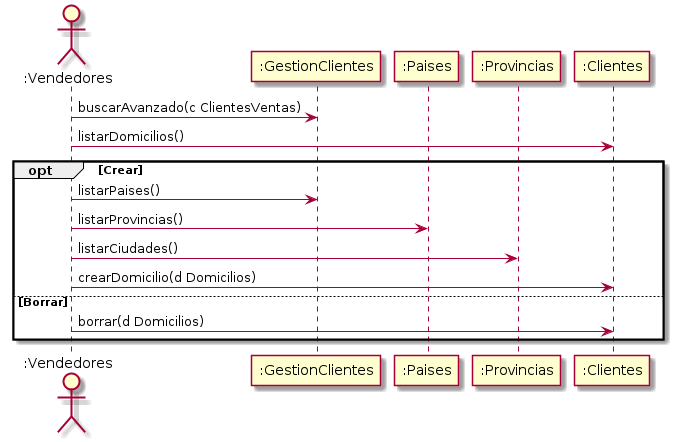 :Vendedores
:GestionClientes
:Paises
:Provincias
:Clientes
buscarAvanzado(c ClientesVentas)
listarDomicilios()
opt
[Crear]
listarPaises()
listarProvincias()
listarCiudades()
crearDomicilio(d Domicilios)
[Borrar]
borrar(d Domicilios)
:Vendedores
:GestionClientes
:Paises
:Provincias
:Clientes